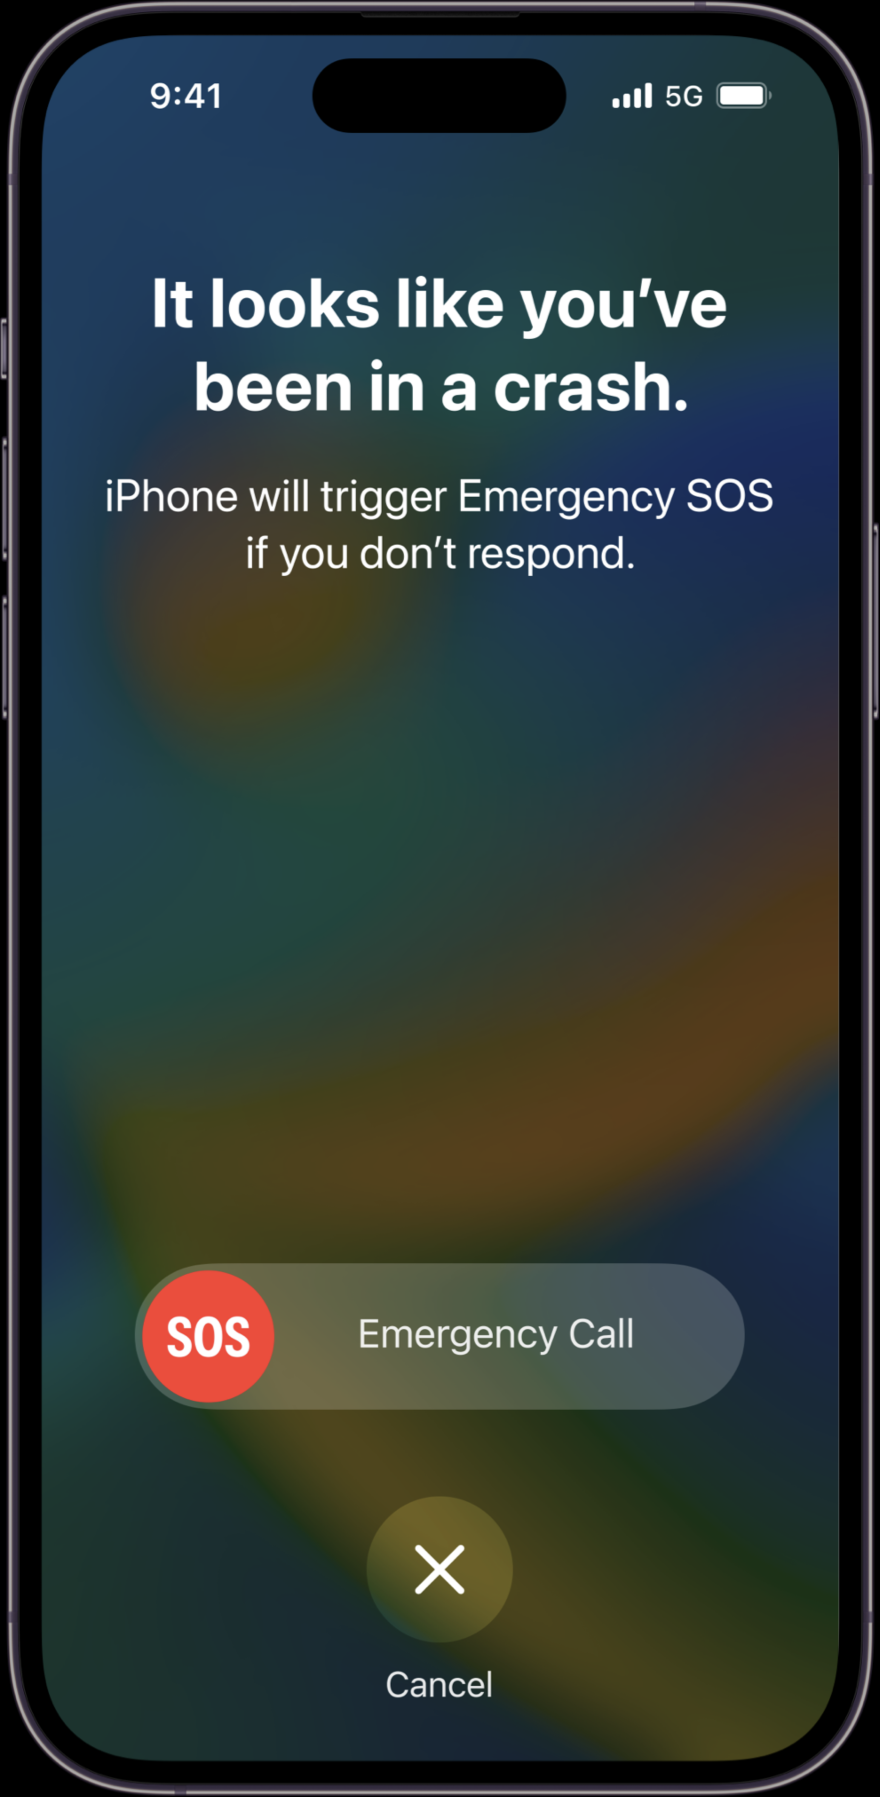 9:41 5G
It looks like you’ve
been in a crash.
iPhone will trigger Emergency SOS
if you don’t respond.
SOS Emergency Call
Cancel